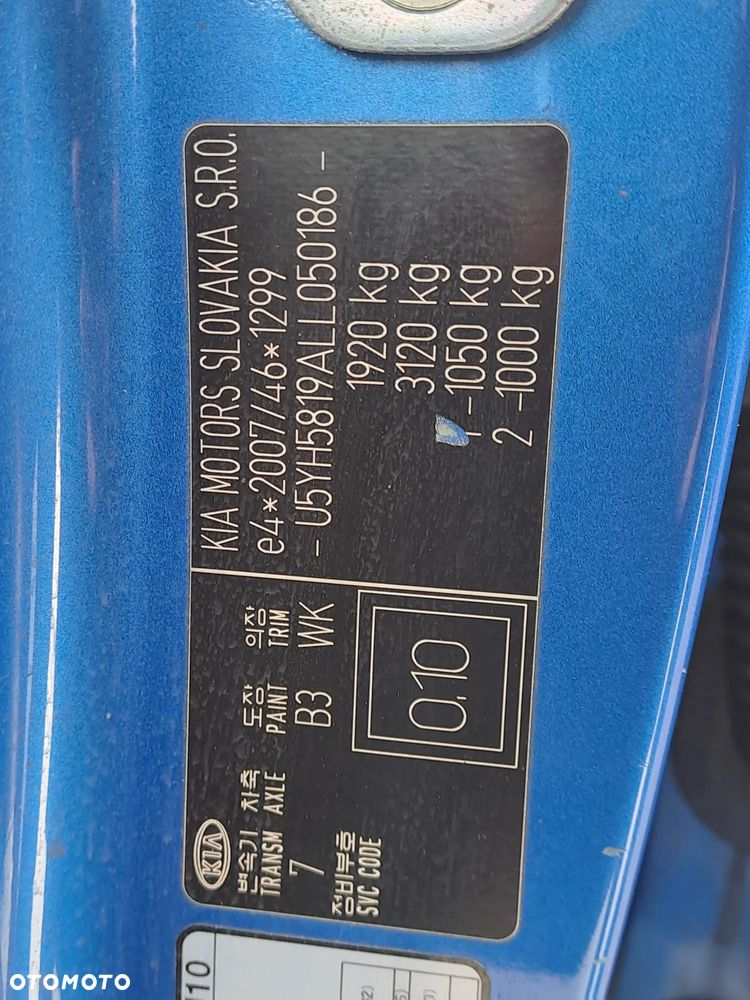 KIA MOTORS SLOVAKIA S.R.O.
e4*2007/46*1299
- U5YH5819ALL050186 -
1920 kg
3120 kg
1 -1050 kg
2 -1000 kg
KIA
변속기 차축 도장 의장
TRANSM AXLE PAINT TRIM
7 B3 WK
정비부호
SVC CODE
0.10
110
OTOMOTO